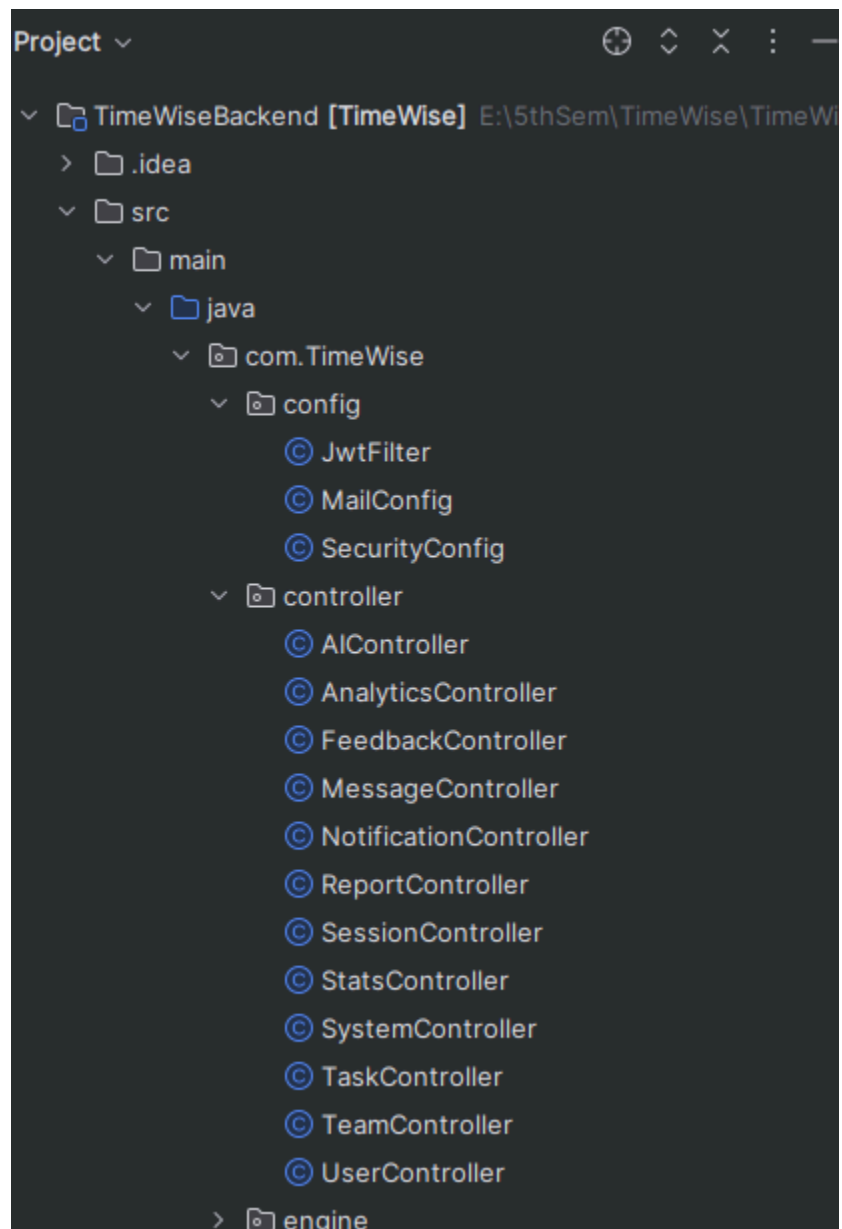 Project
TimeWiseBackend [TimeWise] E:\5thSem\TimeWise\TimeWi
.idea
src
main
java
com.TimeWise
config
JwtFilter
MailConfig
SecurityConfig
controller
AIController
AnalyticsController
FeedbackController
MessageController
NotificationController
ReportController
SessionController
StatsController
SystemController
TaskController
TeamController
UserController
engine